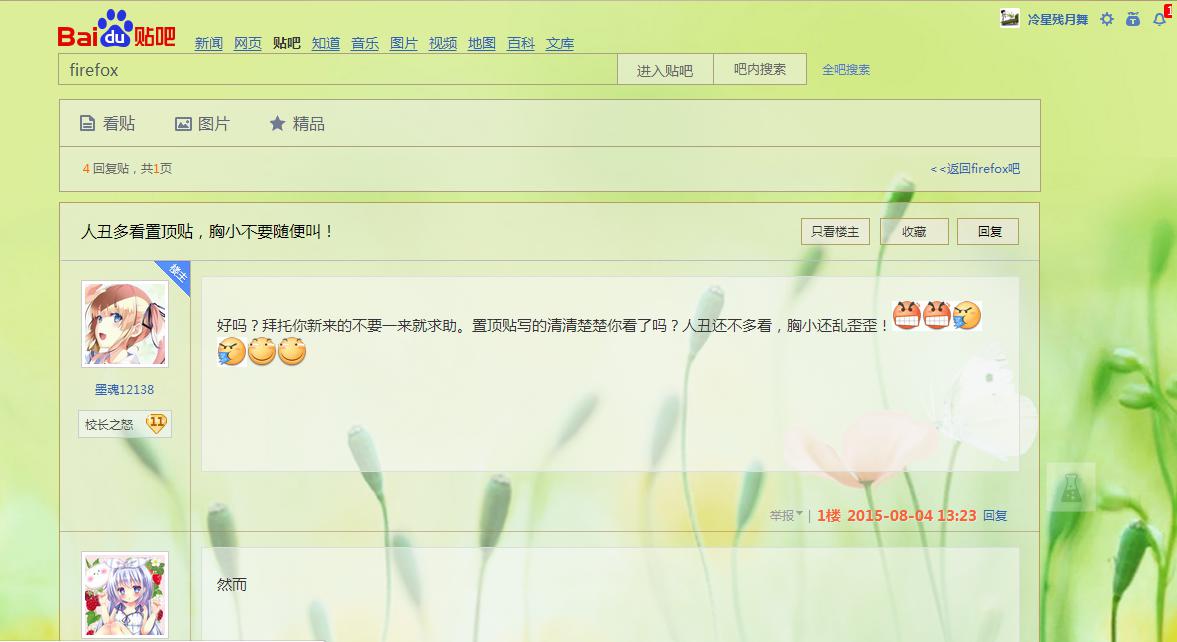 冷星残月舞
1
Bai du 贴吧
新闻 网页 贴吧 知道 音乐 图片 视频 地图 百科 文库
firefox 进入贴吧 吧内搜索 全吧搜索
看贴 图片 精品
4 回复贴，共1页 <<返回firefox吧
人丑多看置顶贴，胸小不要随便叫！ 只看楼主 收藏 回复
楼主
好吗？拜托你新来的不要一来就求助。置顶贴写的清清楚楚你看了吗？人丑还不多看，胸小还乱歪歪！
墨魂12138
校长之怒 11
举报 | 1楼 2015-08-04 13:23 回复
然而